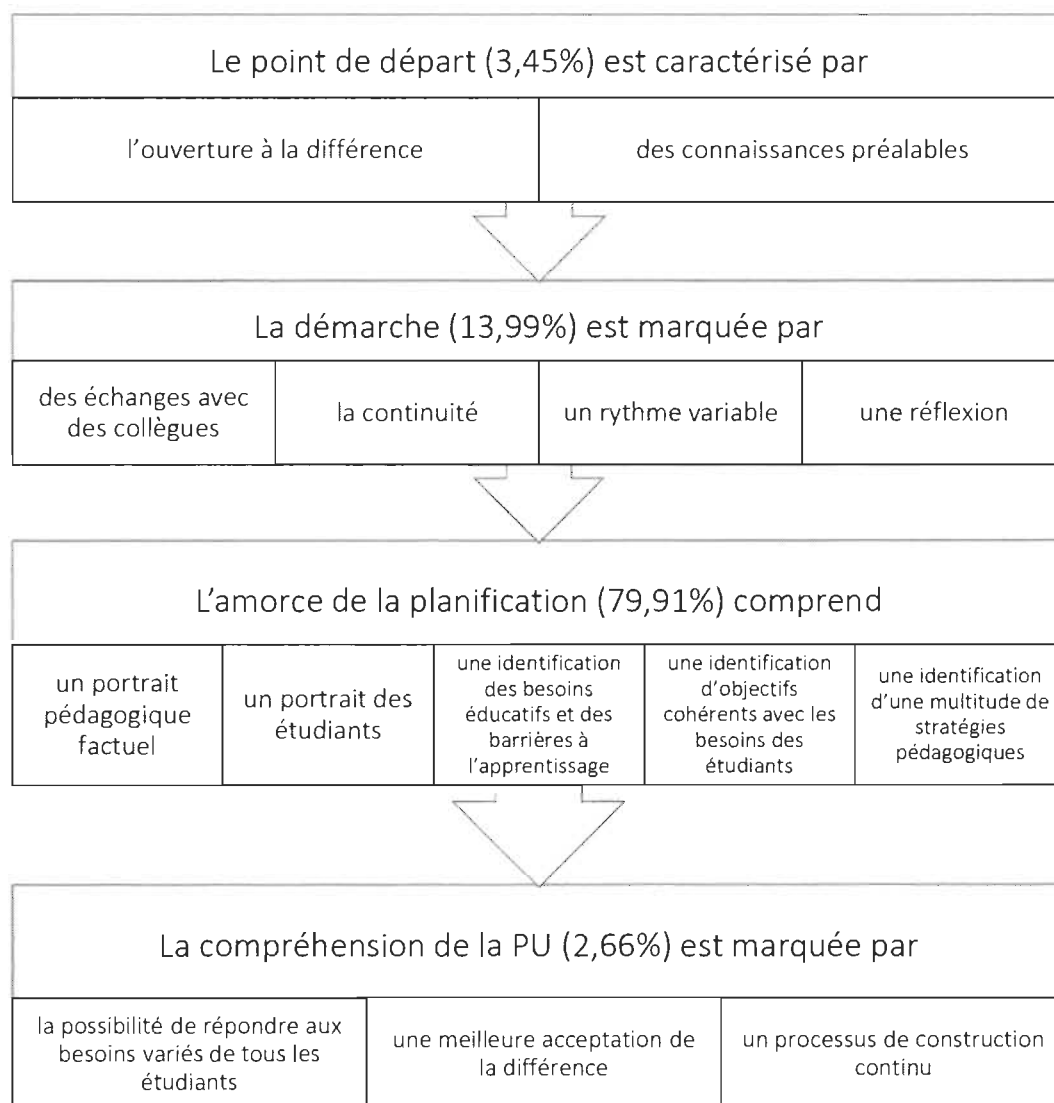 Le point de départ (3,45%) est caractérisé par
l'ouverture à la différence
des connaissances préalables
La démarche (13,99%) est marquée par
des échanges avec
des collègues
la continuité
un rythme variable
une réflexion
L'amorce de la planification (79,91%) comprend
un portrait
pédagogique
factuel
un portrait des
étudiants
une identification
des besoins
éducatifs et des
barrières à
l'apprentissage
une identification
d'objectifs
cohérents avec les
besoins des
étudiants
une identification
d'une multitude de
stratégies
pédagogiques
La compréhension de la PU (2,66%) est marquée par
la possibilité de répondre aux
besoins variés de tous les
étudiants
une meilleure acceptation de
la différence
un processus de construction
continu